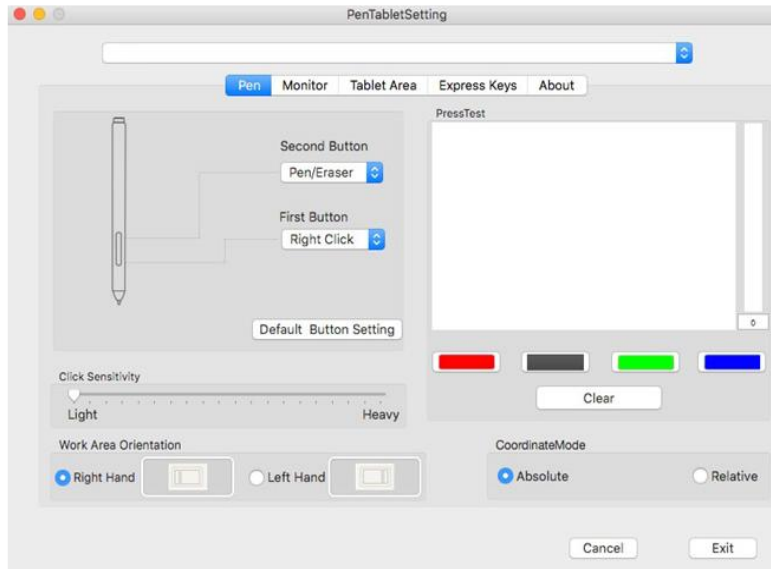 PenTabletSetting
Pen Monitor Tablet Area Express Keys About
Second Button
Pen/Eraser
First Button
Right Click
Default Button Setting
PressTest
0
Clear
Click Sensitivity
Light Heavy
Work Area Orientation
Right Hand Left Hand
CoordinateMode
Absolute Relative
Cancel Exit